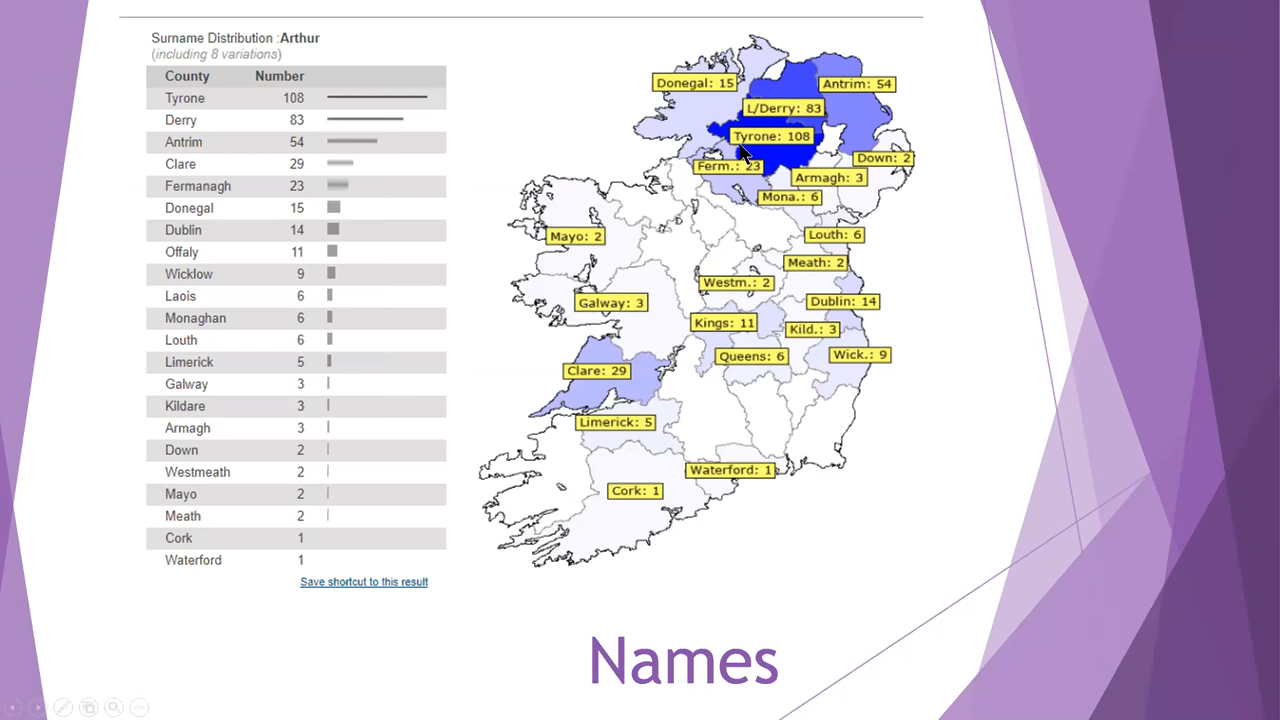 Surname Distribution :Arthur
(including 8 variations)
County Number
Tyrone 108
Derry 83
Antrim 54
Clare 29
Fermanagh 23
Donegal 15
Dublin 14
Offaly 11
Wicklow 9
Laois 6
Monaghan 6
Louth 6
Limerick 5
Galway 3
Kildare 3
Armagh 3
Down 2
Westmeath 2
Mayo 2
Meath 2
Cork 1
Waterford 1
Save shortcut to this result
Donegal: 15
Antrim: 54
L/Derry: 83
Tyrone: 108
Down: 2
Ferm.: 23
Armagh: 3
Mona.: 6
Mayo: 2
Louth: 6
Meath: 2
Westm.: 2
Galway: 3
Dublin: 14
Kings: 11
Kild.: 3
Queens: 6
Wick.: 9
Clare: 29
Limerick: 5
Waterford: 1
Cork: 1
Names